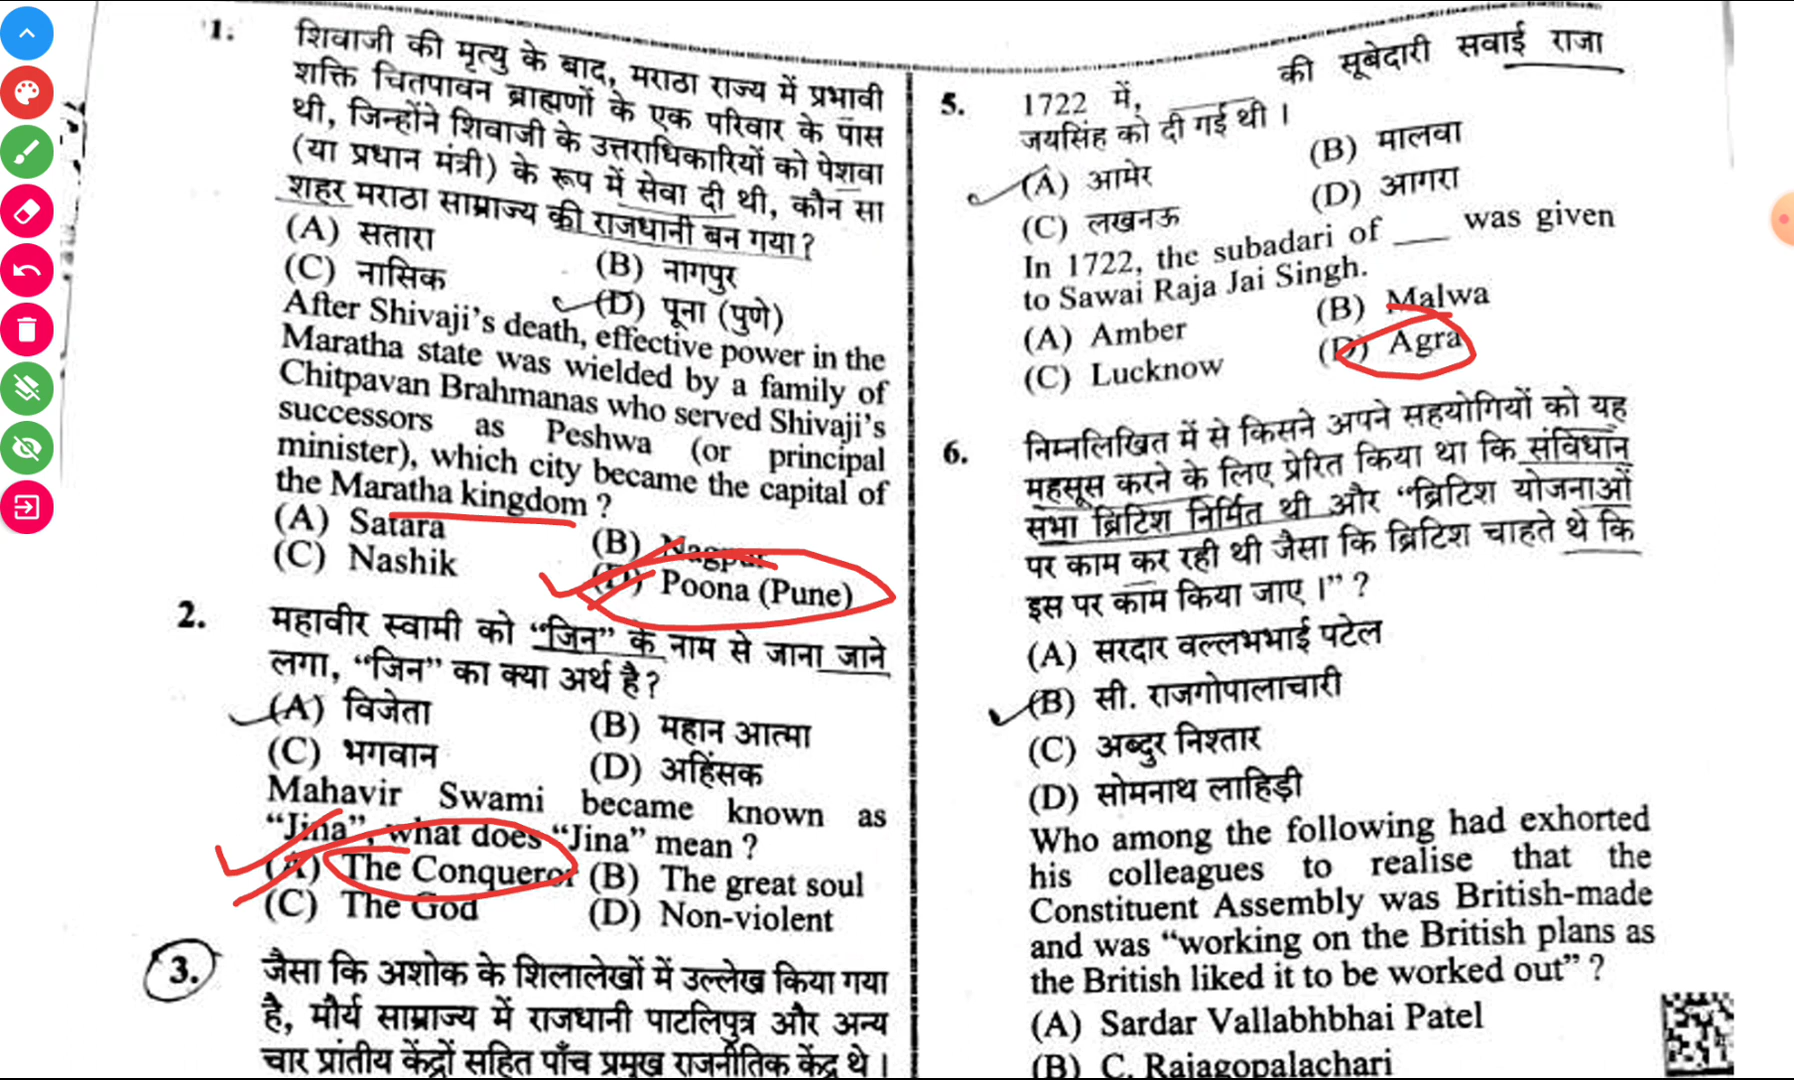 1. शिवाजी की मृत्यु के बाद, मराठा राज्य में प्रभावी
शक्ति चितपावन ब्राह्मणों के एक परिवार के पास
थी, जिन्होंने शिवाजी के उत्तराधिकारियों को पेशवा
(या प्रधान मंत्री) के रूप में सेवा दी थी, कौन सा
शहर मराठा साम्राज्य की राजधानी बन गया?
(A) सतारा
(B) नागपुर
(C) नासिक
(D) पूना (पुणे)
After Shivaji's death, effective power in the
Maratha state was wielded by a family of
Chitpavan Brahmanas who served Shivaji's
successors as Peshwa (or principal
minister), which city became the capital of
the Maratha kingdom ?
(A) Satara
(B) Nagpur
(C) Nashik
(D) Poona (Pune)
2. महावीर स्वामी को “जिन” के नाम से जाना जाने
लगा, “जिन” का क्या अर्थ है?
(A) विजेता
(B) महान आत्मा
(C) भगवान
(D) अहिंसक
Mahavir Swami became known as
“Jina”, what does “Jina” mean ?
(A) The Conqueror (B) The great soul
(C) The God (D) Non-violent
3. जैसा कि अशोक के शिलालेखों में उल्लेख किया गया
है, मौर्य साम्राज्य में राजधानी पाटलिपुत्र और अन्य
चार प्रांतीय केंद्रों सहित पाँच प्रमुख राजनीतिक केंद्र थे।
5. 1722 में, ____ की सूबेदारी सवाई राजा
जयसिंह को दी गई थी ।
(A) आमेर
(B) मालवा
(C) लखनऊ
(D) आगरा
In 1722, the subadari of ____ was given
to Sawai Raja Jai Singh.
(A) Amber
(B) Malwa
(C) Lucknow
(D) Agra
6. निम्नलिखित में से किसने अपने सहयोगियों को यह
महसूस करने के लिए प्रेरित किया था कि संविधान
सभा ब्रिटिश निर्मित थी और “ब्रिटिश योजनाओं
पर काम कर रही थी जैसा कि ब्रिटिश चाहते थे कि
इस पर काम किया जाए ।” ?
(A) सरदार वल्लभभाई पटेल
(B) सी. राजगोपालाचारी
(C) अब्दुर निश्तार
(D) सोमनाथ लाहिड़ी
Who among the following had exhorted
his colleagues to realise that the
Constituent Assembly was British-made
and was “working on the British plans as
the British liked it to be worked out” ?
(A) Sardar Vallabhbhai Patel
(B) C. Rajagopalachari